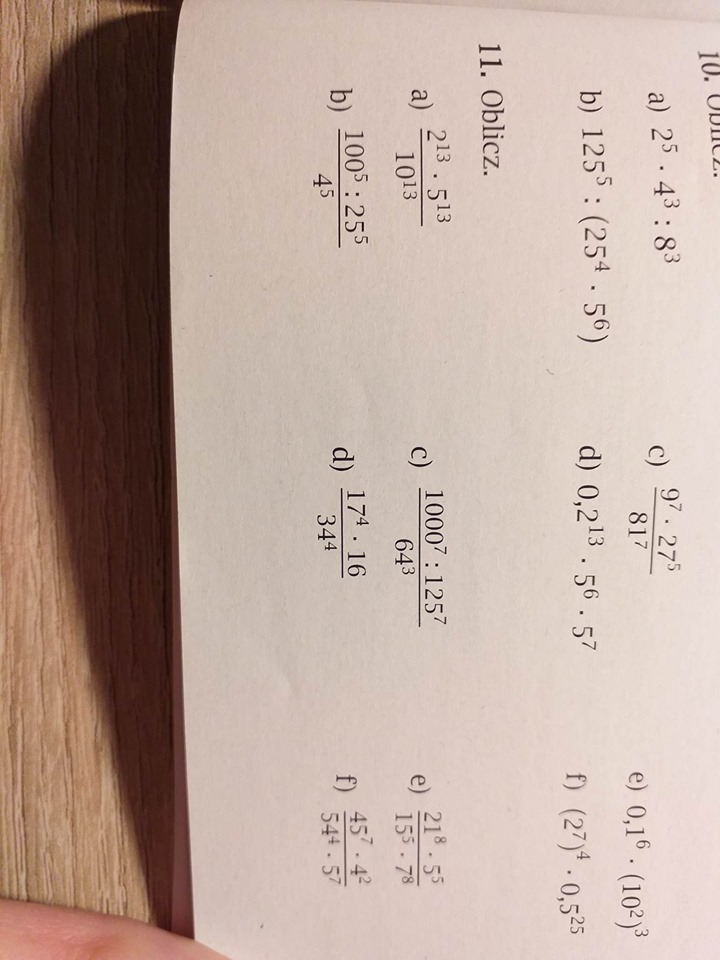 10. Oblicz.
a) 2⁵ · 4³ : 8³
c) 9⁷ · 27⁵ / 81⁷
e) 0,1⁶ · (10²)³
b) 125⁵ : (25⁴ · 5⁶)
d) 0,2¹³ · 5⁶ · 5⁷
f) (2⁷)⁴ · 0,5²⁵
11. Oblicz.
a) 2¹³ · 5¹³ / 10¹³
c) 1000⁷ : 125⁷ / 64³
e) 21⁸ · 5⁵ / 15⁵ · 7⁸
b) 100⁵ : 25⁵ / 4⁵
d) 17⁴ · 16 / 34⁴
f) 45⁷ · 4² / 54⁴ · 5⁷